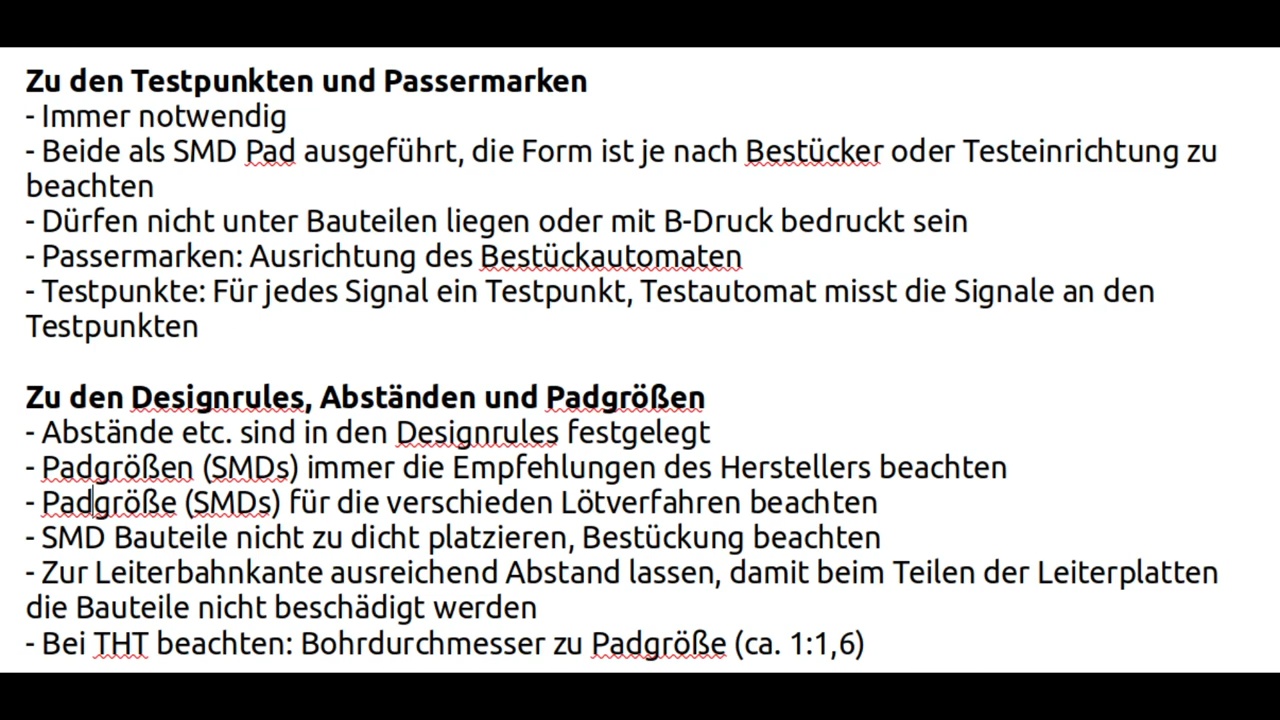 Zu den Testpunkten und Passermarken
- Immer notwendig
- Beide als SMD Pad ausgeführt, die Form ist je nach Bestücker oder Testeinrichtung zu
beachten
- Dürfen nicht unter Bauteilen liegen oder mit B-Druck bedruckt sein
- Passermarken: Ausrichtung des Bestückautomaten
- Testpunkte: Für jedes Signal ein Testpunkt, Testautomat misst die Signale an den
Testpunkten
Zu den Designrules, Abständen und Padgrößen
- Abstände etc. sind in den Designrules festgelegt
- Padgrößen (SMDs) immer die Empfehlungen des Herstellers beachten
- Padgröße (SMDs) für die verschieden Lötverfahren beachten
- SMD Bauteile nicht zu dicht platzieren, Bestückung beachten
- Zur Leiterbahnkante ausreichend Abstand lassen, damit beim Teilen der Leiterplatten
die Bauteile nicht beschädigt werden
- Bei THT beachten: Bohrdurchmesser zu Padgröße (ca. 1:1,6)